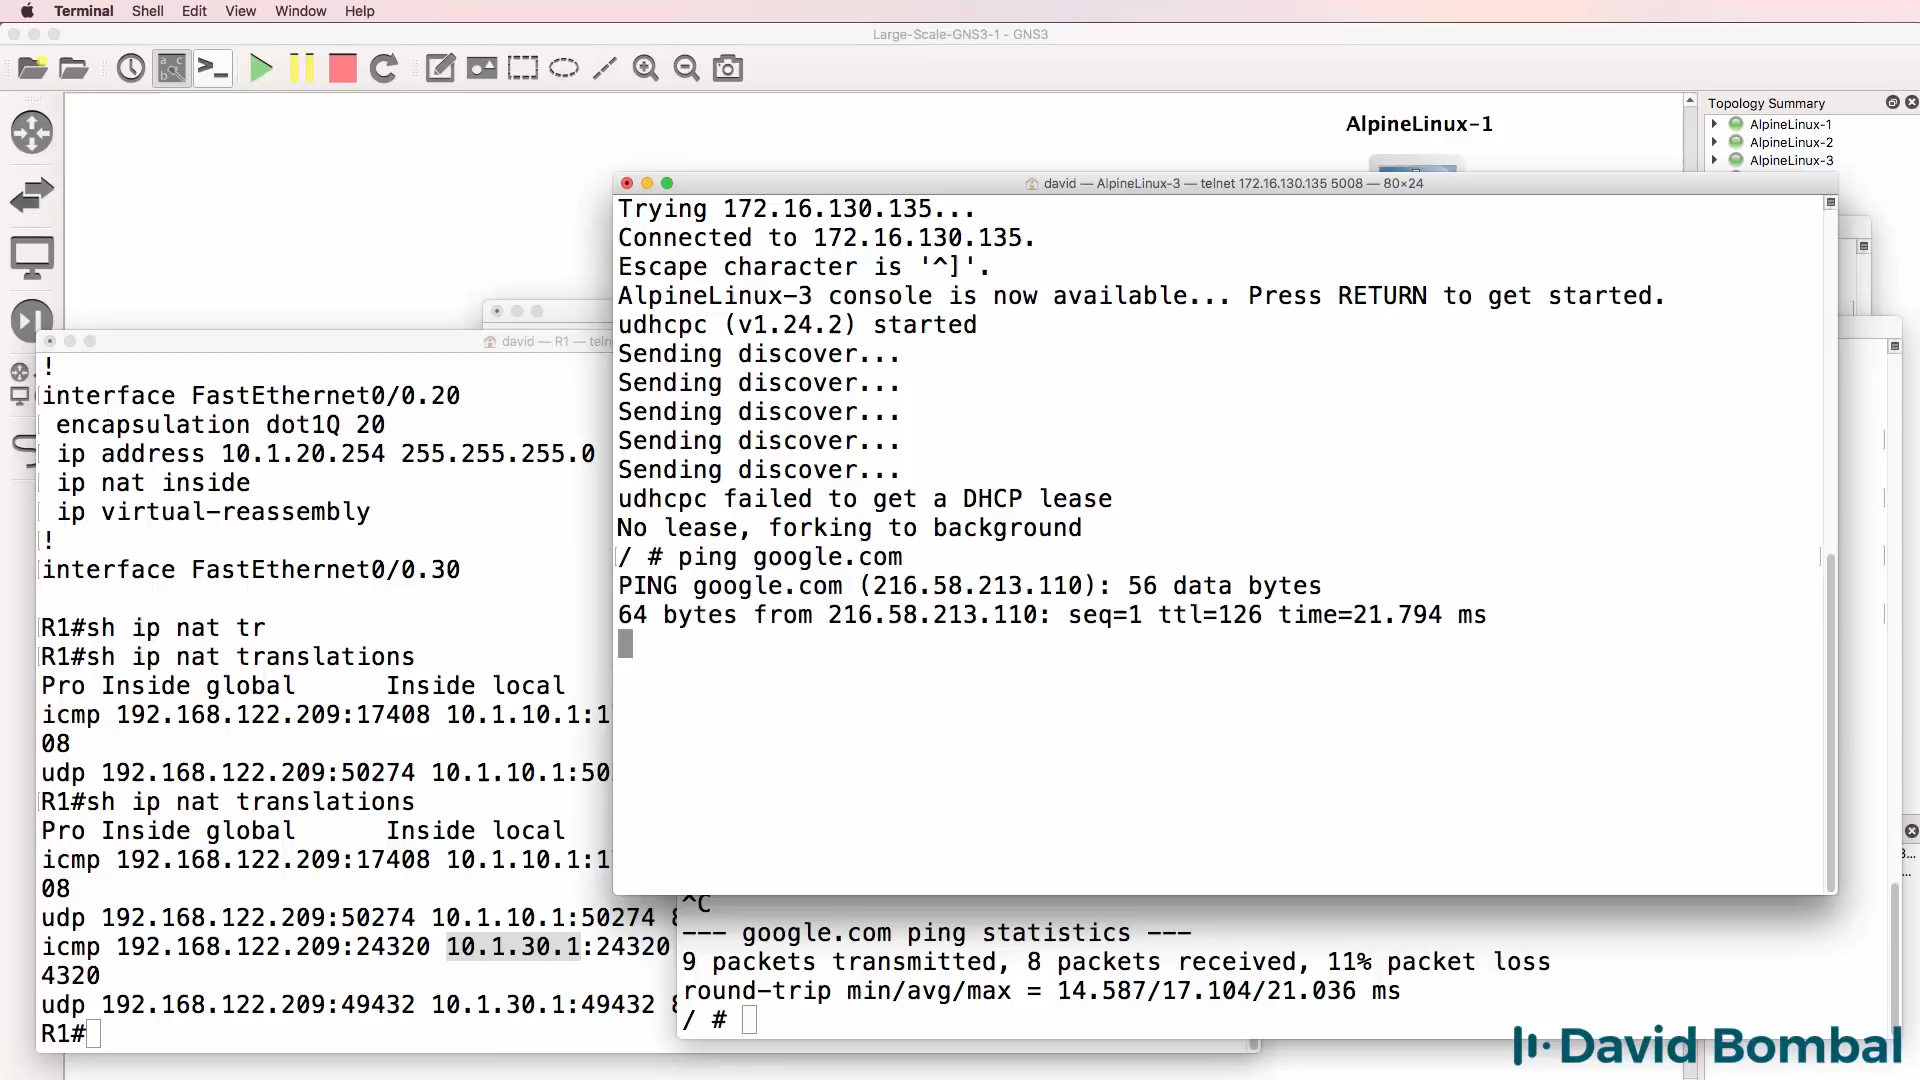 Terminal Shell Edit View Window Help
Large-Scale-GNS3-1 - GNS3
AlpineLinux-1
Topology Summary
AlpineLinux-1
AlpineLinux-2
AlpineLinux-3
david — AlpineLinux-3 — telnet 172.16.130.135 5008 — 80×24
Trying 172.16.130.135...
Connected to 172.16.130.135.
Escape character is '^]'.
AlpineLinux-3 console is now available... Press RETURN to get started.
udhcpc (v1.24.2) started
Sending discover...
Sending discover...
Sending discover...
Sending discover...
Sending discover...
udhcpc failed to get a DHCP lease
No lease, forking to background
/ # ping google.com
PING google.com (216.58.213.110): 56 data bytes
64 bytes from 216.58.213.110: seq=1 ttl=126 time=21.794 ms
david — R1 — teln
!
interface FastEthernet0/0.20
encapsulation dot1Q 20
ip address 10.1.20.254 255.255.255.0
ip nat inside
ip virtual-reassembly
!
interface FastEthernet0/0.30
R1#sh ip nat tr
R1#sh ip nat translations
Pro Inside global Inside local
icmp 192.168.122.209:17408 10.1.10.1:1
08
udp 192.168.122.209:50274 10.1.10.1:50
R1#sh ip nat translations
Pro Inside global Inside local
icmp 192.168.122.209:17408 10.1.10.1:1
08
udp 192.168.122.209:50274 10.1.10.1:50274
icmp 192.168.122.209:24320 10.1.30.1:24320
4320
udp 192.168.122.209:49432 10.1.30.1:49432
R1#
^C
--- google.com ping statistics ---
9 packets transmitted, 8 packets received, 11% packet loss
round-trip min/avg/max = 14.587/17.104/21.036 ms
/ #
David Bombal